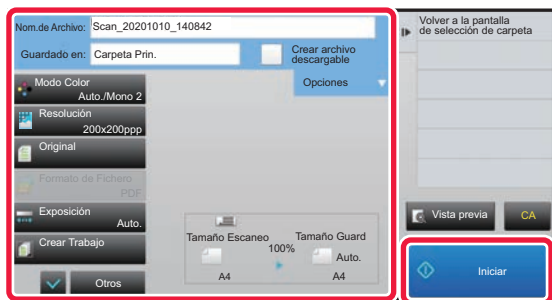 Nom.de Archivo: Scan_20201010_140842
Guardado en: Carpeta Prin.
Crear archivo
descargable
Modo Color
Auto./Mono 2
Opciones
Resolución
200x200ppp
Original
Formato de Fichero
PDF
Exposición
Auto.
Crear Trabajo
Otros
Tamaño Escaneo
100%
Tamaño Guard
Auto.
A4
A4
Volver a la pantalla
de selección de carpeta
Vista previa
CA
Iniciar